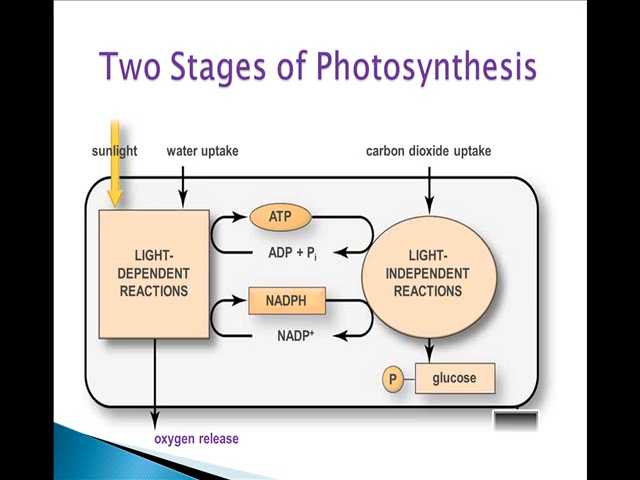 Two Stages of Photosynthesis
sunlight
water uptake
carbon dioxide uptake
ATP
ADP + Pi
LIGHT-
DEPENDENT
REACTIONS
LIGHT-
INDEPENDENT
REACTIONS
NADPH
NADP+
P
glucose
oxygen release